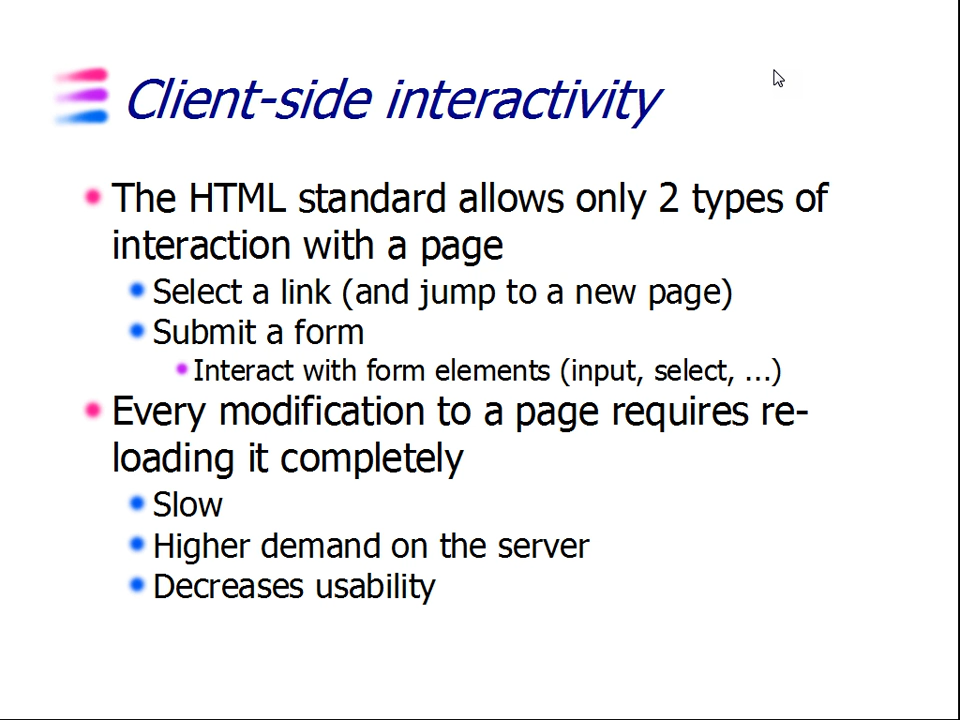 Client-side interactivity
The HTML standard allows only 2 types of
interaction with a page
Select a link (and jump to a new page)
Submit a form
Interact with form elements (input, select, ...)
Every modification to a page requires re-
loading it completely
Slow
Higher demand on the server
Decreases usability